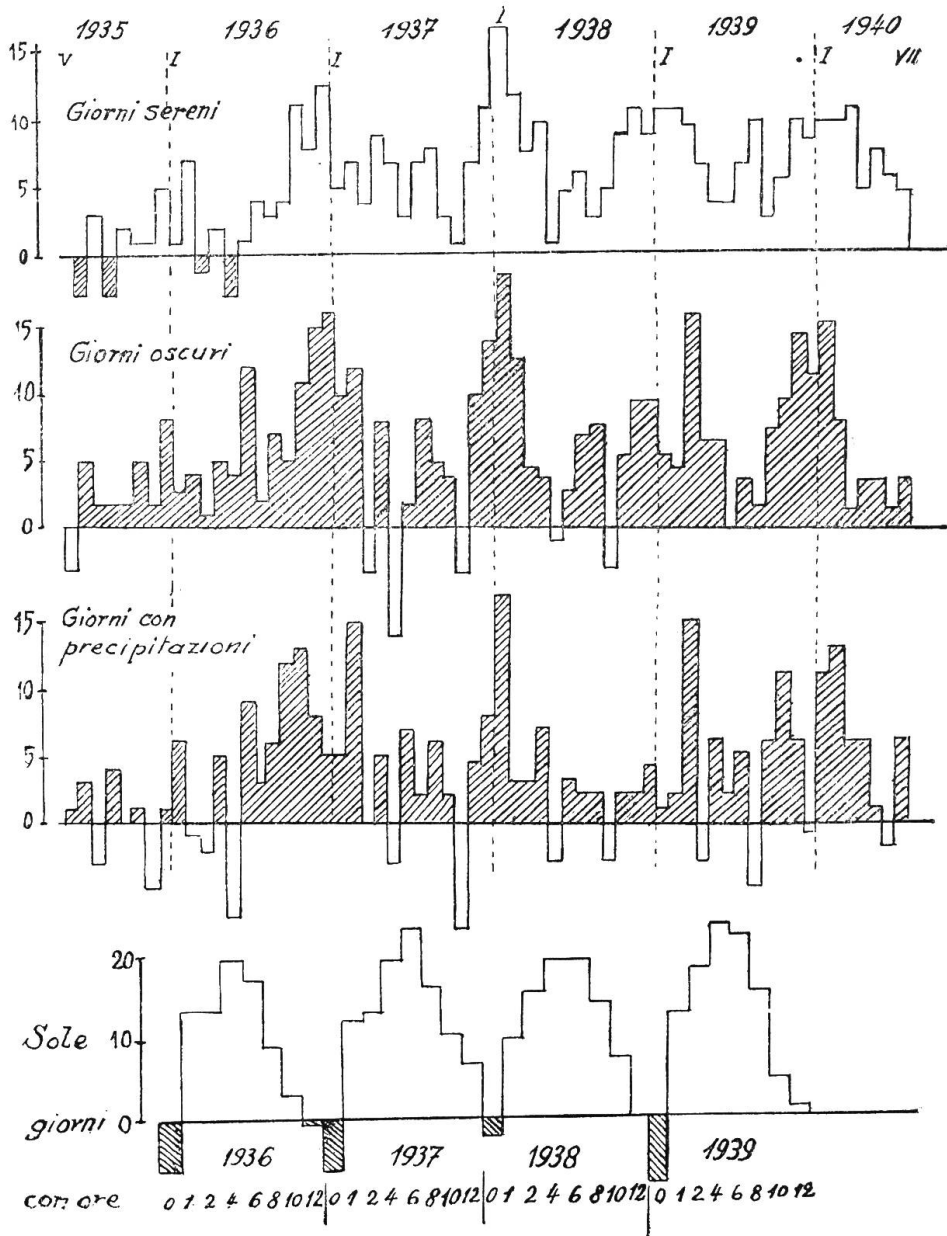 1935 1936 1937 I 1938 1939 1940
V I I I I VII
15
Giorni sereni
10
5
0
15
Giorni oscuri
10
5
0
15
Giorni con
precipitazioni
10
5
0
20
Sole
10
giorni 0
1936 1937 1938 1939
con ore 0 1 2 4 6 8 10 12 0 1 2 4 6 8 10 12 0 1 2 4 6 8 10 12 0 1 2 4 6 8 10 12